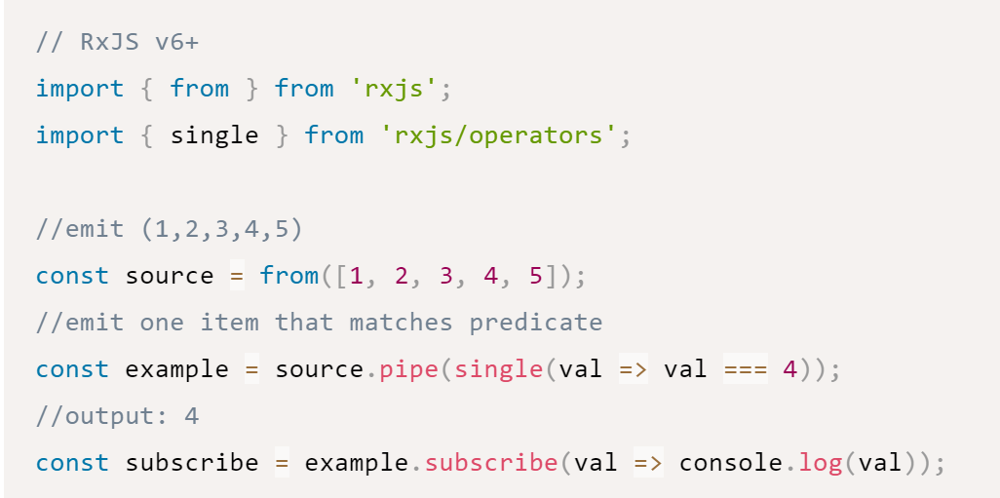 // RxJS v6+
import { from } from 'rxjs';
import { single } from 'rxjs/operators';
//emit (1,2,3,4,5)
const source = from([1, 2, 3, 4, 5]);
//emit one item that matches predicate
const example = source.pipe(single(val => val === 4));
//output: 4
const subscribe = example.subscribe(val => console.log(val));